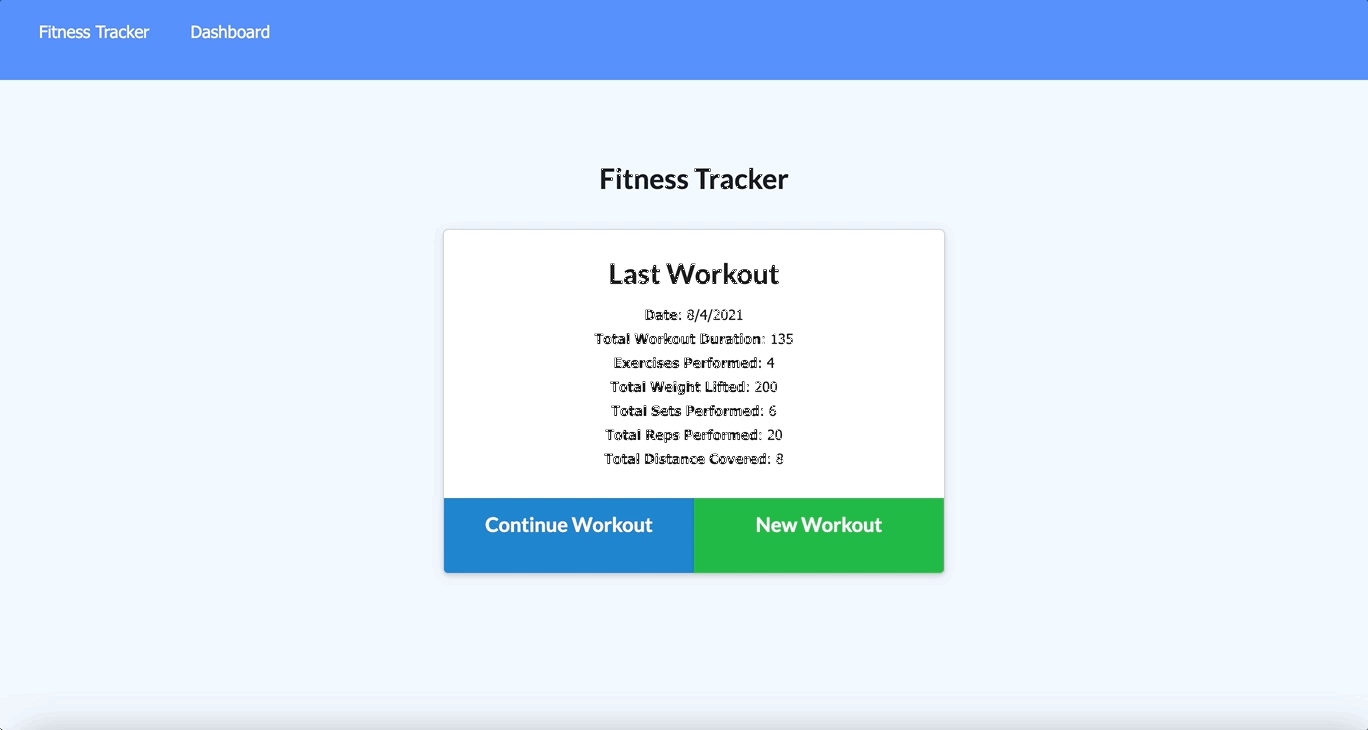 Fitness Tracker Dashboard
Fitness Tracker
Last Workout
Date: 8/4/2021
Total Workout Duration: 135
Exercises Performed: 4
Total Weight Lifted: 200
Total Sets Performed: 6
Total Reps Performed: 20
Total Distance Covered: 8
Continue Workout New Workout